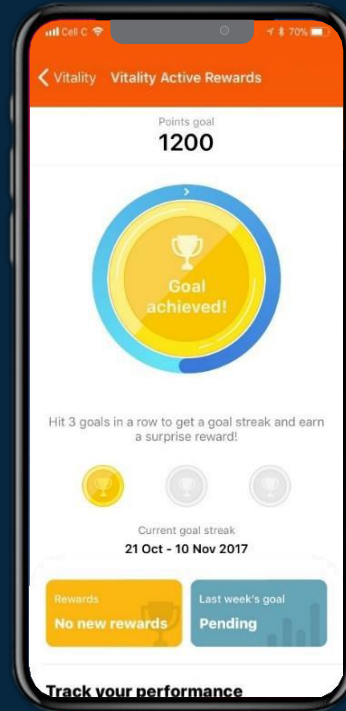 Cell C 70%
Vitality Vitality Active Rewards
Points goal
1200
Goal
achieved!
Hit 3 goals in a row to get a goal streak and earn
a surprise reward!
Current goal streak
21 Oct - 10 Nov 2017
Rewards
No new rewards
Last week's goal
Pending
Track your performance